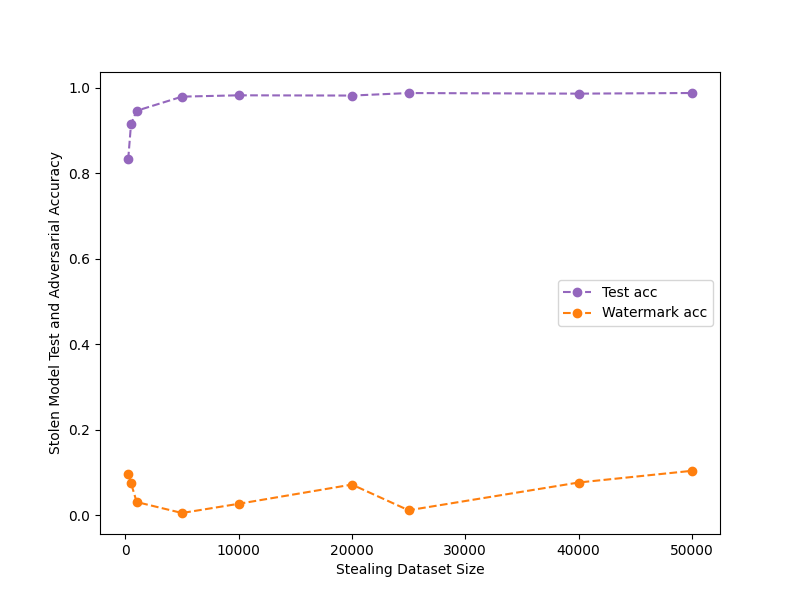 1.0
0.8
0.6
0.4
0.2
0.0
Stolen Model Test and Adversarial Accuracy
Test acc
Watermark acc
0 10000 20000 30000 40000 50000
Stealing Dataset Size